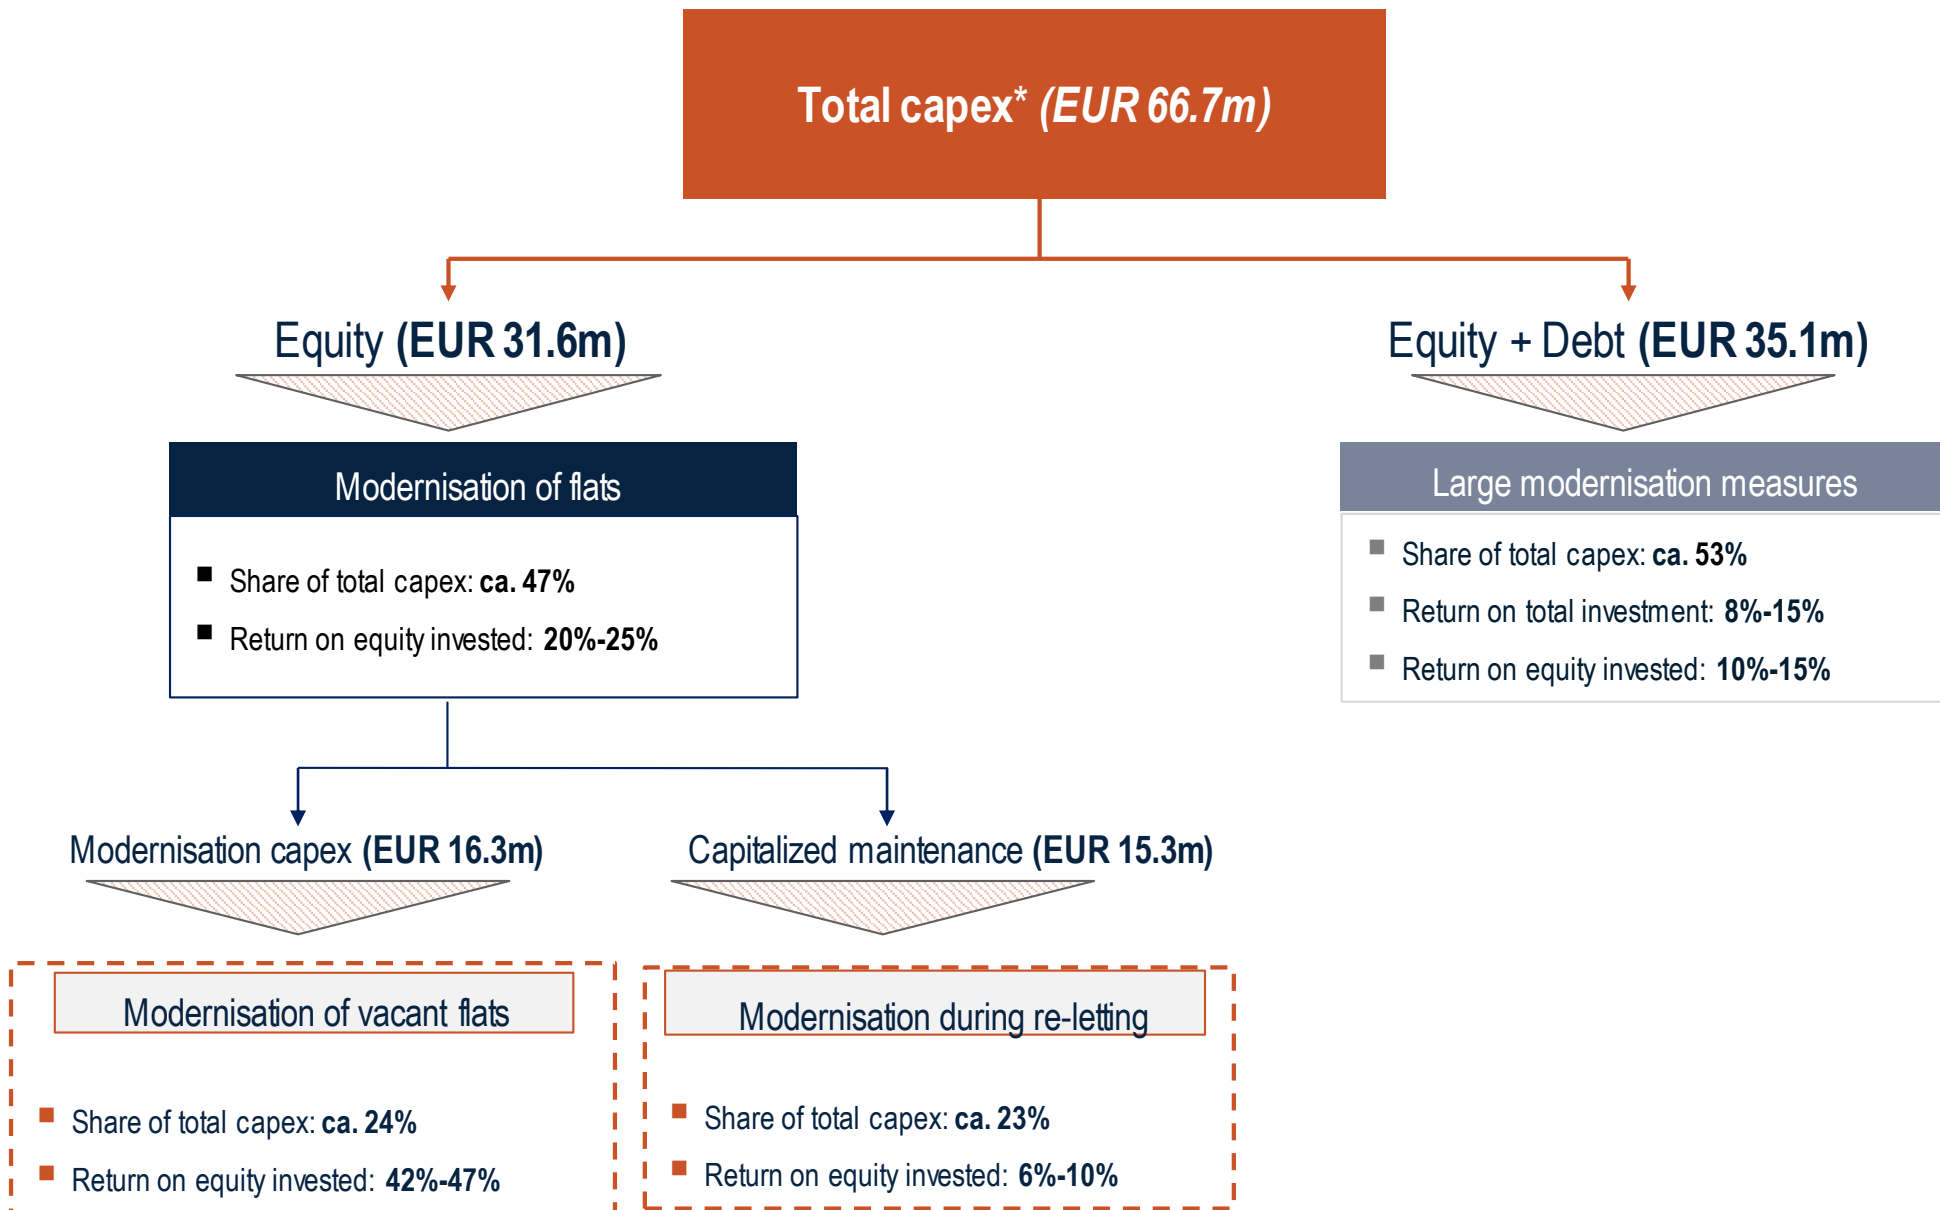 Total capex* (EUR 66.7m)
Equity (EUR 31.6m)
Equity + Debt (EUR 35.1m)
Modernisation of flats
Share of total capex: ca. 47%
Return on equity invested: 20%-25%
Large modernisation measures
Share of total capex: ca. 53%
Return on total investment: 8%-15%
Return on equity invested: 10%-15%
Modernisation capex (EUR 16.3m)
Capitalized maintenance (EUR 15.3m)
Modernisation of vacant flats
Share of total capex: ca. 24%
Return on equity invested: 42%-47%
Modernisation during re-letting
Share of total capex: ca. 23%
Return on equity invested: 6%-10%